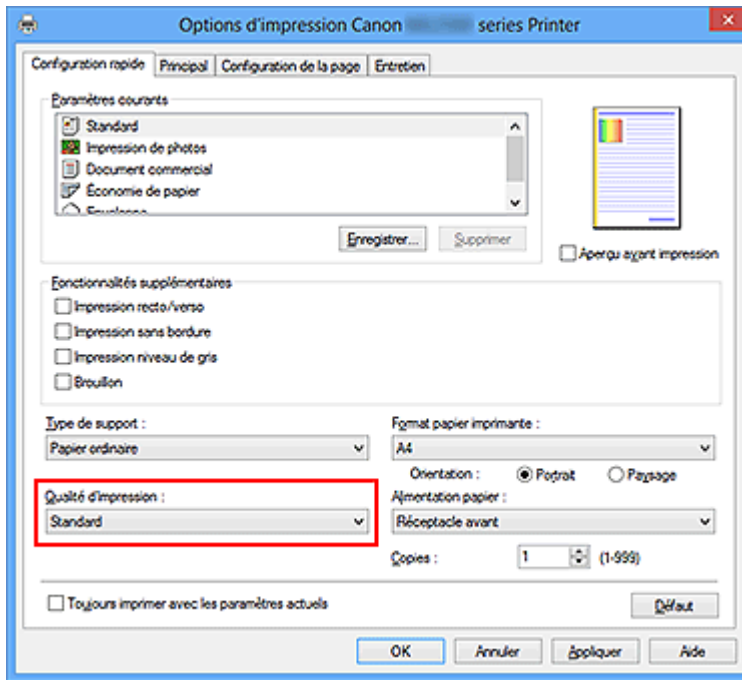 Options d'impression Canon series Printer
Configuration rapide Principal Configuration de la page Entretien
Paramètres courants
Standard
Impression de photos
Document commercial
Économie de papier
Enregistrer... Supprimer
Aperçu avant impression
Fonctionnalités supplémentaires
Impression recto/verso
Impression sans bordure
Impression niveau de gris
Brouillon
Type de support : Format papier imprimante :
Papier ordinaire A4
Orientation : Portrait Paysage
Qualité d'impression : Alimentation papier :
Standard Réceptacle avant
Copies : 1 (1-999)
Toujours imprimer avec les paramètres actuels Défaut
OK Annuler Appliquer Aide